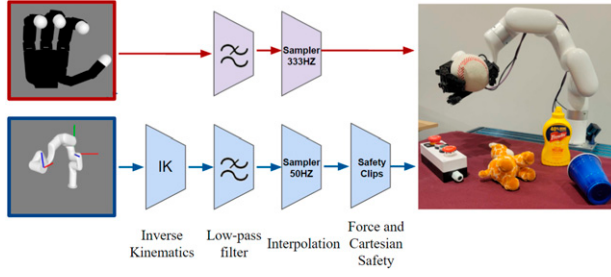 Sampler
333HZ
IK
Sampler
50HZ
Safety
Clips
Inverse
Kinematics
Low-pass
filter
Interpolation
Force and
Cartesian
Safety